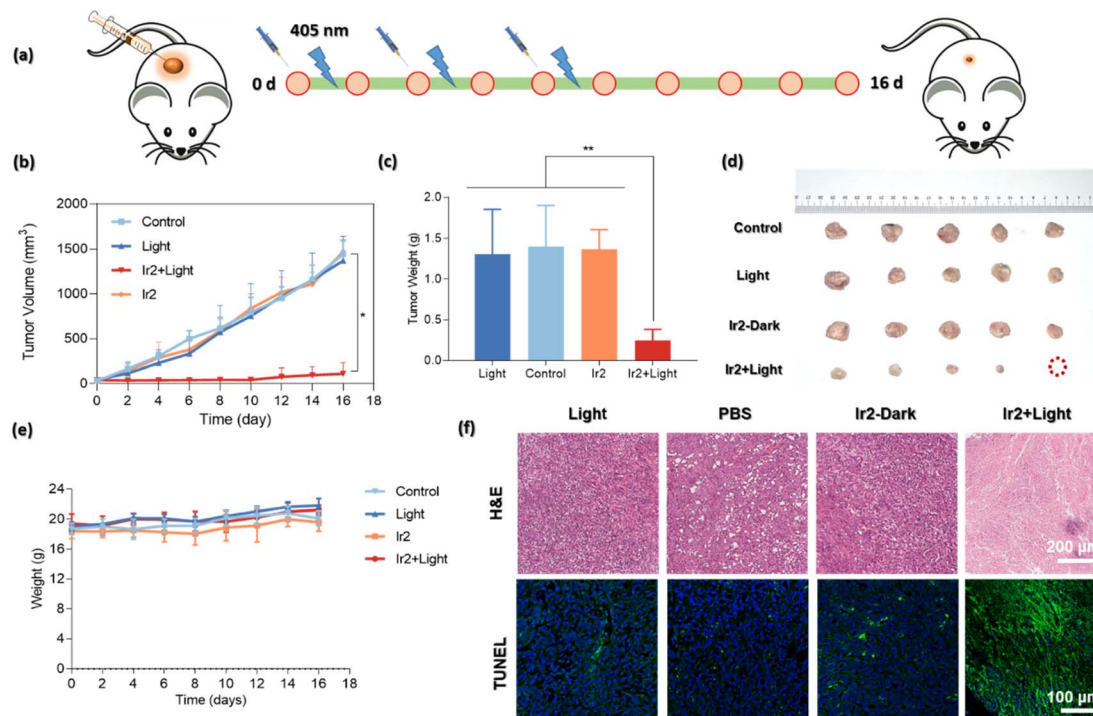 (a)
405 nm
0 d
16 d
(b)
Tumor Volume (mm³)
2000
1500
1000
500
0
Control
Light
Ir2+Light
Ir2
*
0 2 4 6 8 10 12 14 16 18
Time (day)
(c)
**
Tumor Weight (g)
2.0
1.5
1.0
0.5
0.0
Light Control Ir2 Ir2+Light
(d)
Control
Light
Ir2-Dark
Ir2+Light
(e)
Weight (g)
24
20
16
12
8
4
0
Control
Light
Ir2
Ir2+Light
0 2 4 6 8 10 12 14 16 18
Time (days)
(f)
Light PBS Ir2-Dark Ir2+Light
H&E
200 µm
TUNEL
100 µm